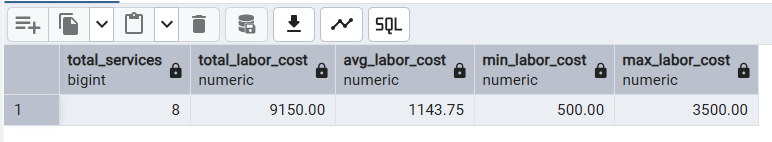 SQL
total_services total_labor_cost avg_labor_cost min_labor_cost max_labor_cost
bigint numeric numeric numeric numeric
1 8 9150.00 1143.75 500.00 3500.00